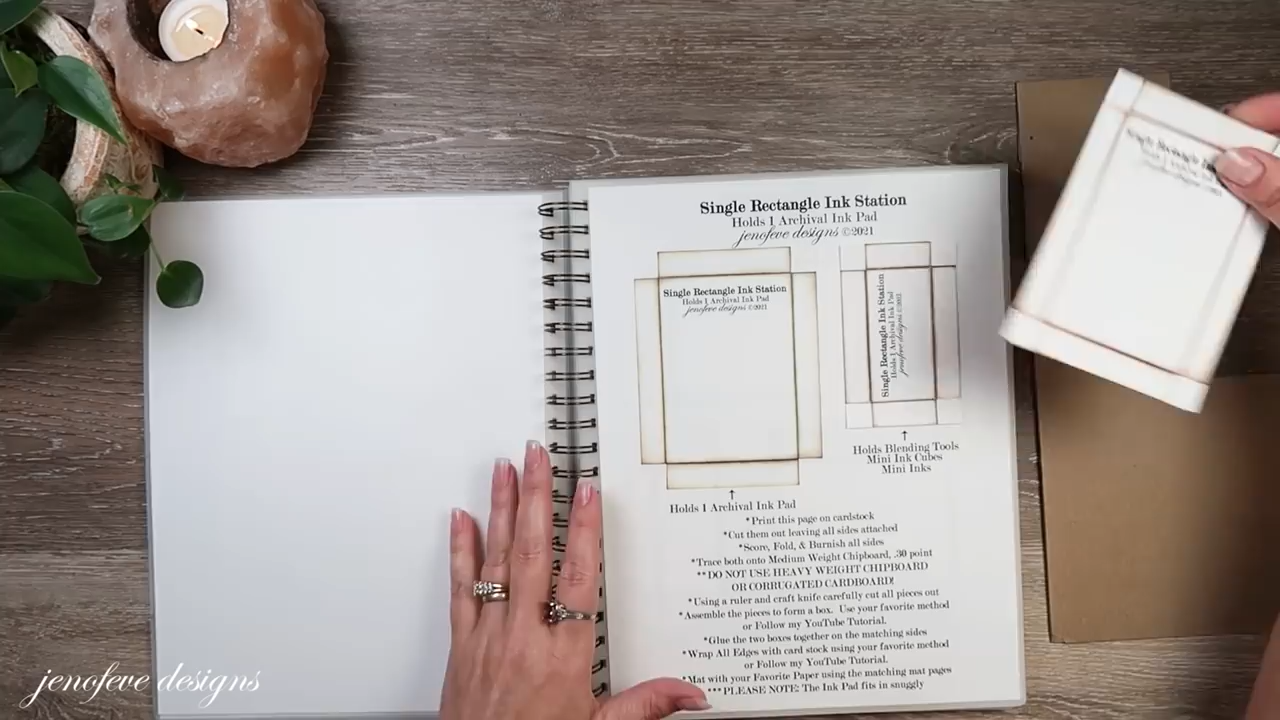 Single Rectangle Ink Station
Holds 1 Archival Ink Pad
jenofeve designs ©2021
Single Rectangle Ink Station
Holds 1 Archival Ink Pad
jenofeve designs ©2021
Single Rectangle Ink Station
Holds 1 Archival Ink Pad
jenofeve designs ©2021
↑
Holds Blending Tools
Mini Ink Cubes
Mini Inks
↑
Holds 1 Archival Ink Pad
*Print this page on cardstock
*Cut them out leaving all sides attached
*Score, Fold, & Burnish all sides
*Trace both onto Medium Weight Chipboard, .30 point
**DO NOT USE HEAVY WEIGHT CHIPBOARD
OR CORRUGATED CARDBOARD!
*Using a ruler and craft knife carefully cut all pieces out
*Assemble the pieces to form a box. Use your favorite method
or Follow my YouTube Tutorial.
*Glue the two boxes together on the matching sides
*Wrap All Edges with card stock using your favorite method
or Follow my YouTube Tutorial.
*Mat with your Favorite Paper using the matching mat pages
***PLEASE NOTE: The Ink Pad fits in snuggly
Single Rectangle
jenofeve designs